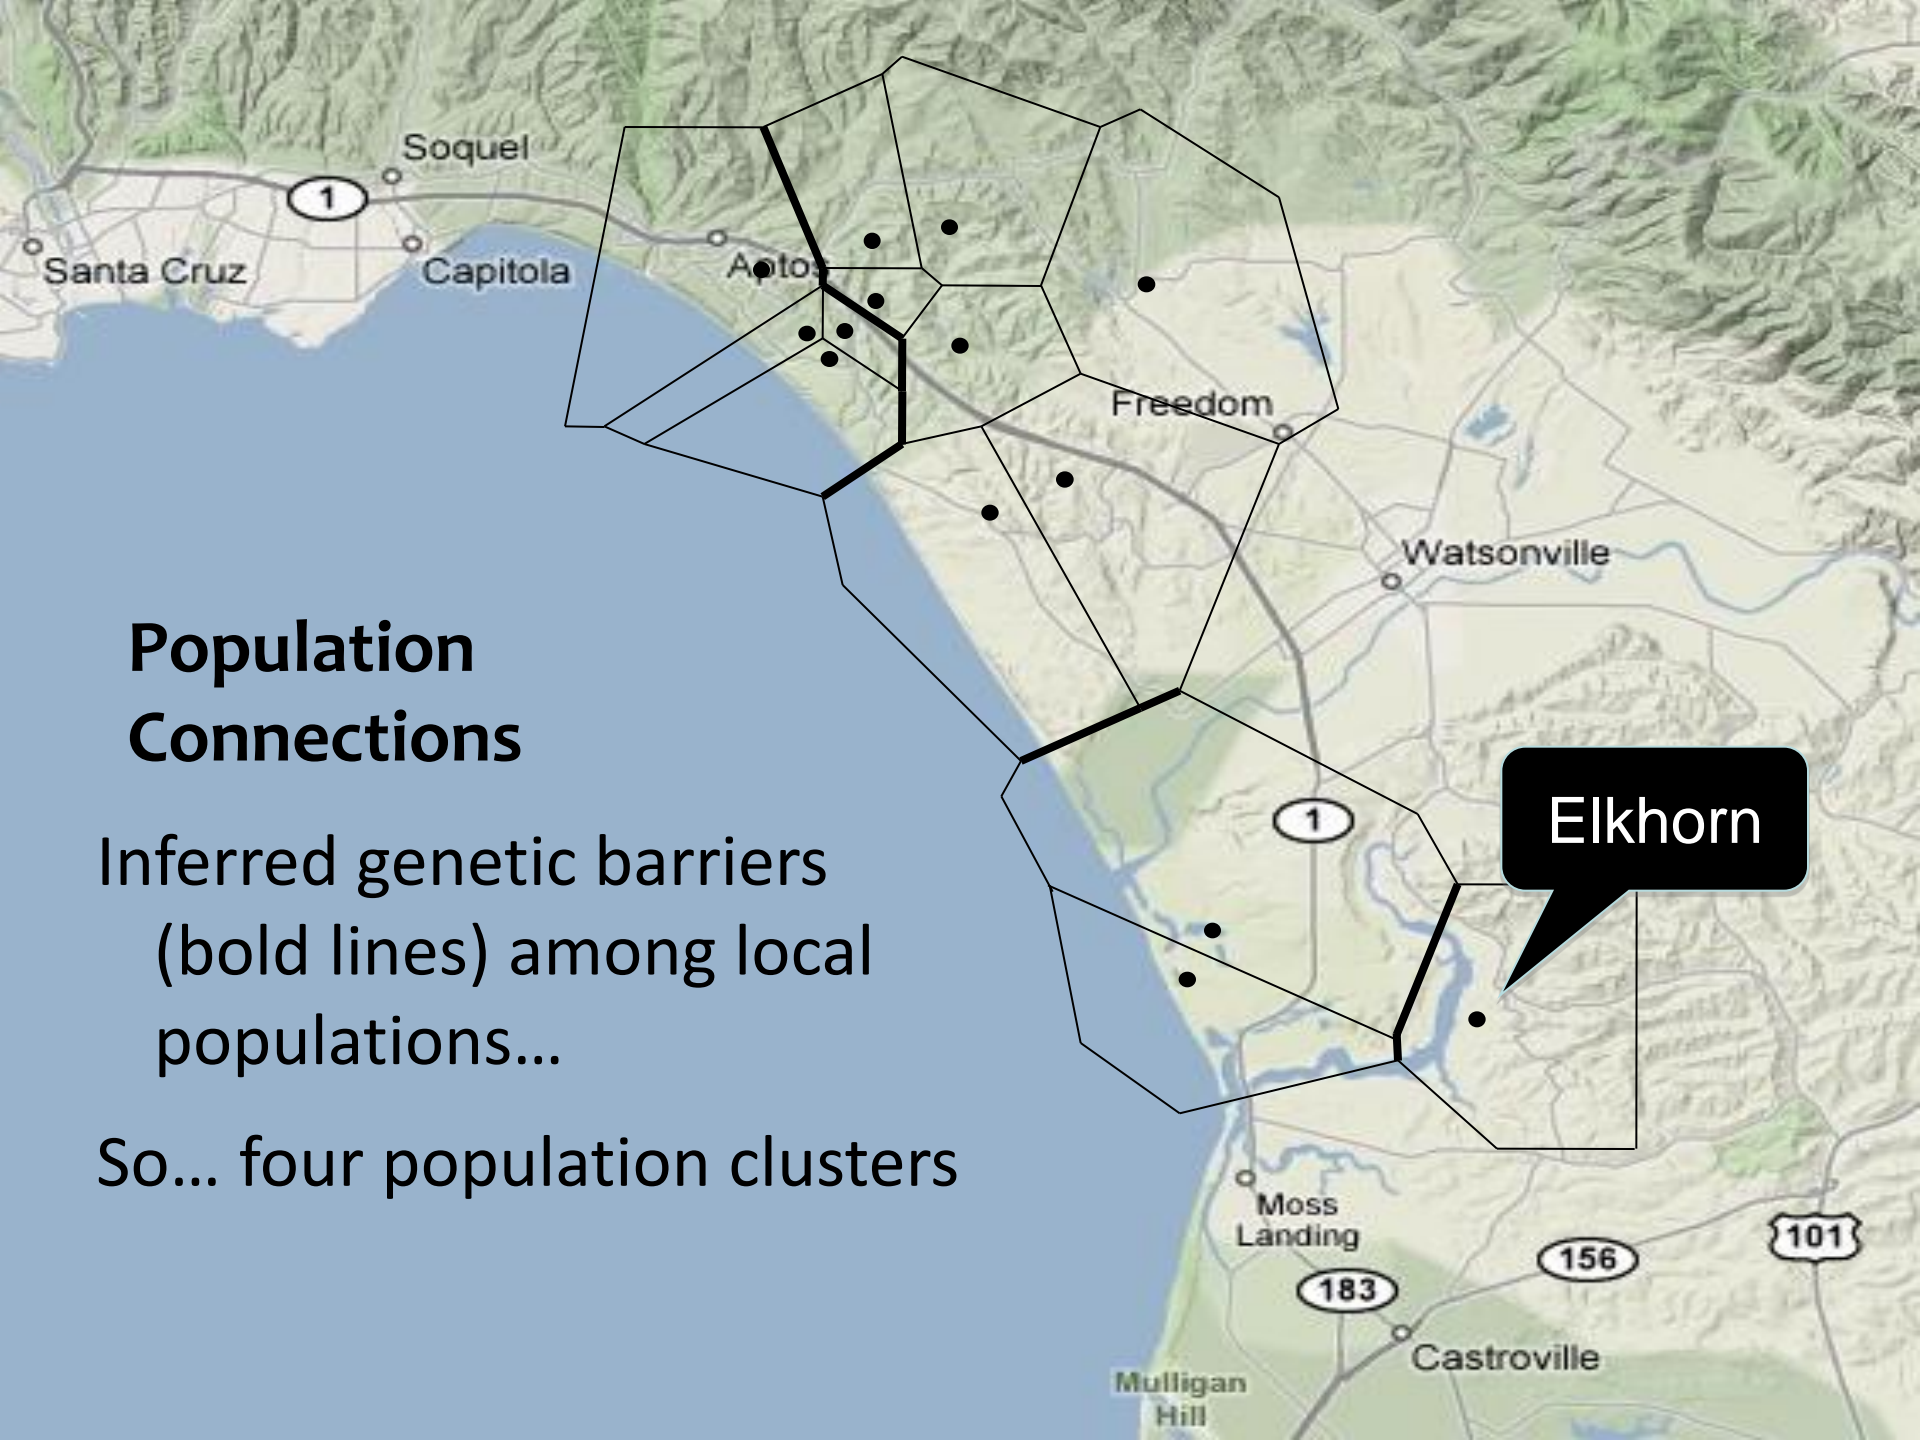 Soquel
1
Santa Cruz
Capitola
Aptos
Freedom
Watsonville
Population
Connections
Elkhorn
1
Inferred genetic barriers
(bold lines) among local
populations...
So... four population clusters
Moss
Landing
101
156
183
Castroville
Mulligan
Hill